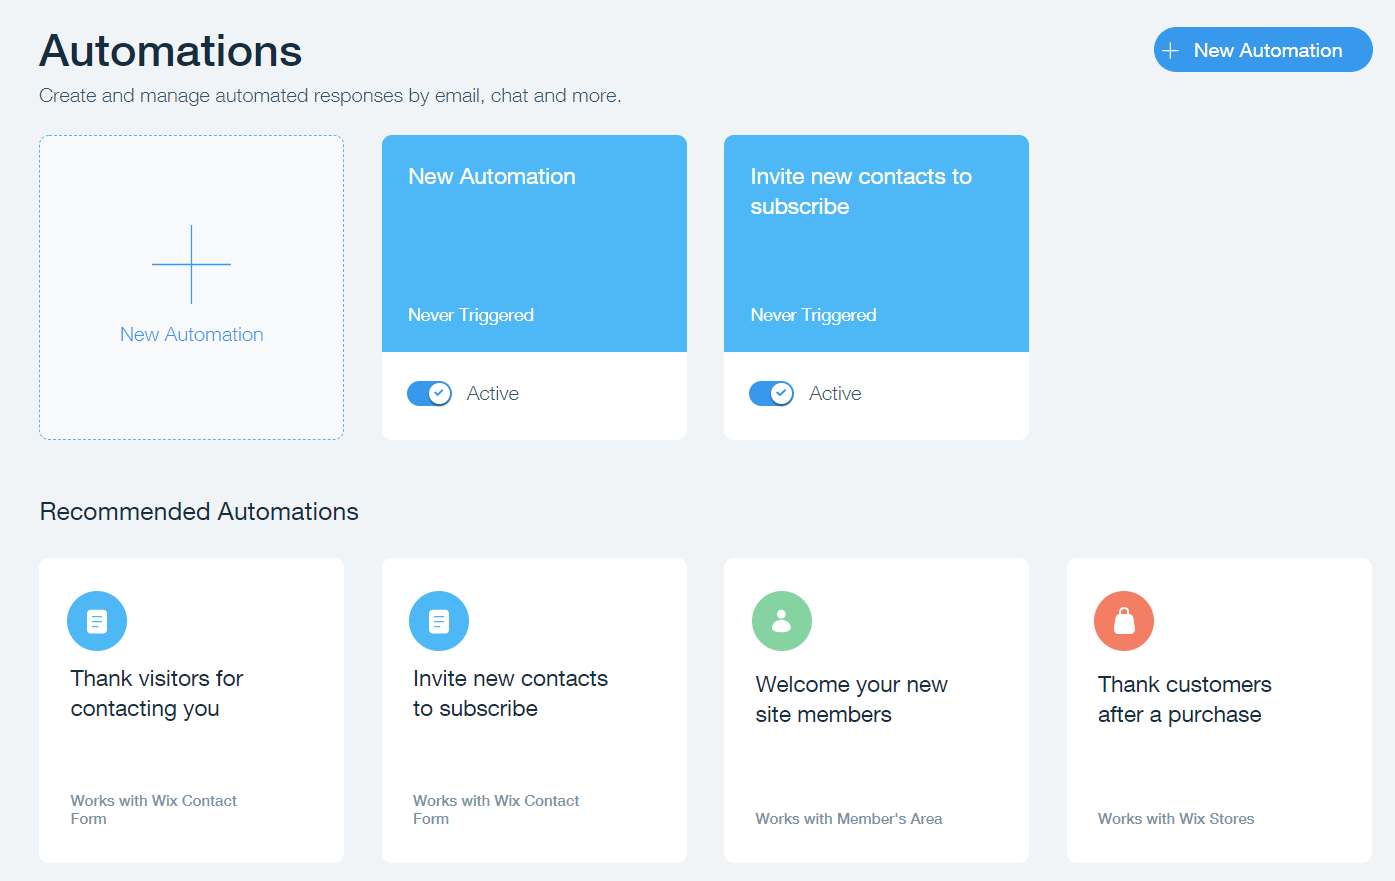 Automations
New Automation
Create and manage automated responses by email, chat and more.
New Automation
New Automation
Never Triggered
Active
Invite new contacts to
subscribe
Never Triggered
Active
Recommended Automations
Thank visitors for
contacting you
Works with Wix Contact
Form
Invite new contacts
to subscribe
Works with Wix Contact
Form
Welcome your new
site members
Works with Member's Area
Thank customers
after a purchase
Works with Wix Stores